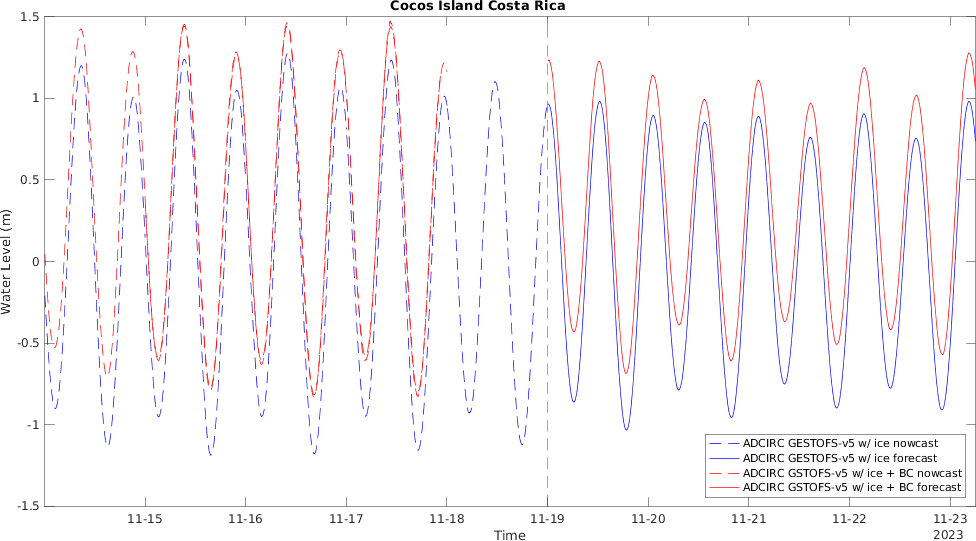 Cocos Island Costa Rica
Water Level (m)
1.5
1
0.5
0
-0.5
-1
-1.5
ADCIRC GESTOFS-v5 w/ ice nowcast
ADCIRC GESTOFS-v5 w/ ice forecast
ADCIRC GSTOFS-v5 w/ ice + BC nowcast
ADCIRC GSTOFS-v5 w/ ice + BC forecast
11-15 11-16 11-17 11-18 11-19 11-20 11-21 11-22 11-23
Time 2023